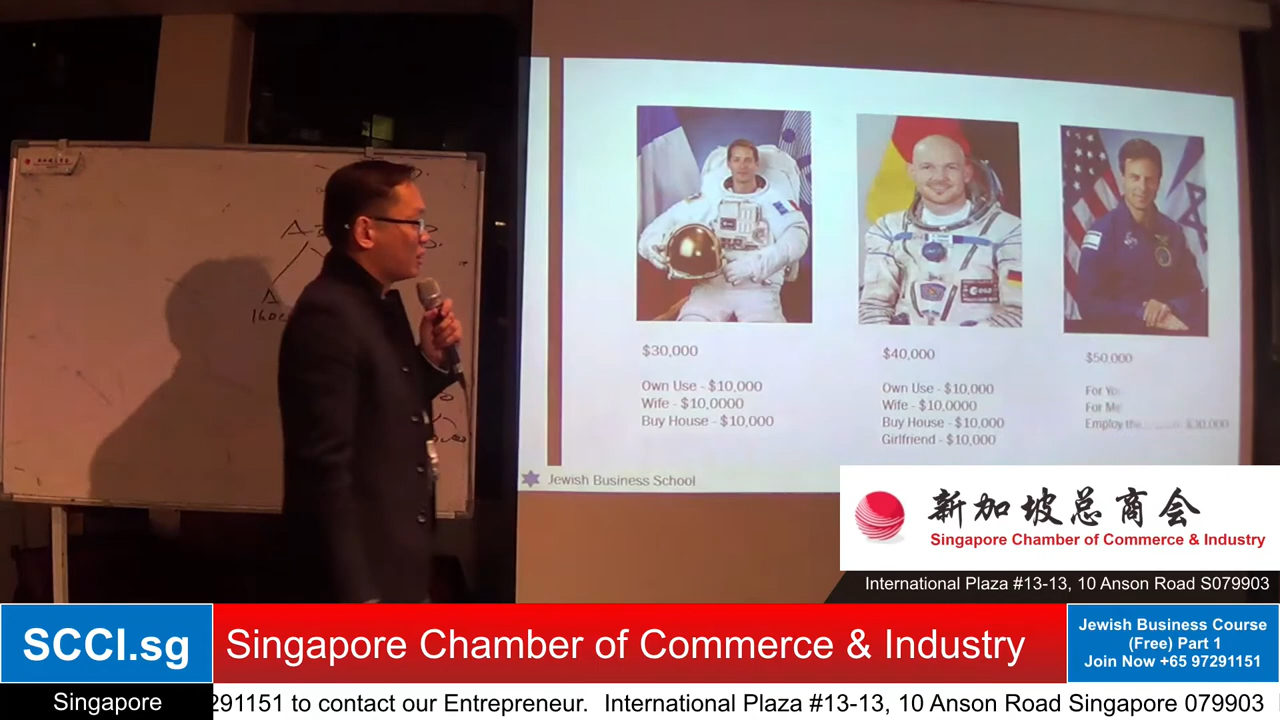 $30,000
Own Use - $10,000
Wife - $10,0000
Buy House - $10,000
$40,000
Own Use - $10,000
Wife - $10,0000
Buy House - $10,000
Girlfriend - $10,000
$50,000
For
For Me
Employ $30,000
esa
Jewish Business School
新加坡总商会
Singapore Chamber of Commerce & Industry
International Plaza #13-13, 10 Anson Road S079903
SCCI.sg
Singapore Chamber of Commerce & Industry
Jewish Business Course
(Free) Part 1
Join Now +65 97291151
Singapore
291151 to contact our Entrepreneur. International Plaza #13-13, 10 Anson Road Singapore 079903